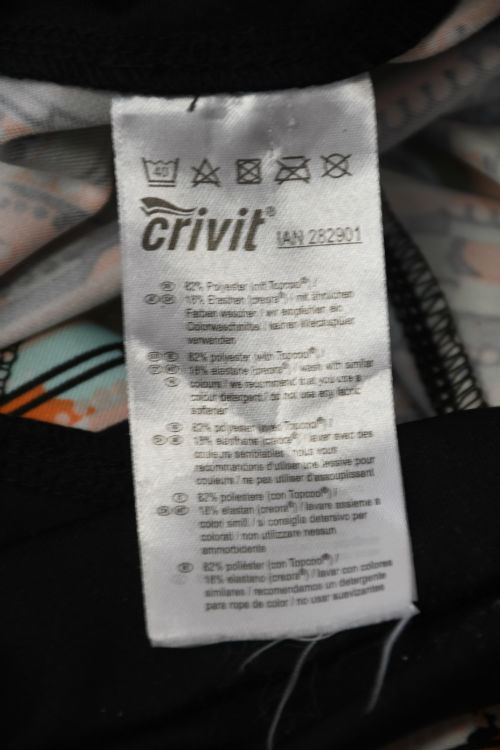 40
crivit®
IAN 282901
82% Polyester (mit Topcool®) /
18% Elasthan (creora®) / mit ähnlichen
Farben waschen / wir empfehlen ein
Colorwaschmittel / keinen Weichspüler
verwenden
82% polyester (with Topcool®) /
18% elastane (creora®) / wash with similar
colours / we recommend that you use a
colour detergent / do not use any fabric
softener
82% polyester (avec Topcool®) /
18% élasthanne (creora®) / laver avec des
couleurs semblables / nous vous
recommandons d'utiliser une lessive pour
couleurs / ne pas utiliser d'assouplissant
82% poliestere (con Topcool®) /
18% elastan (creora®) / lavare assieme a
color simili / si consiglia detersivo per
colorati / non utilizzare nessun
ammorbidente
82% poliéster (con Topcool®) /
18% elastano (creora®) / lavar con colores
similares / recomendamos un detergente
para ropa de color / no usar suavizantes